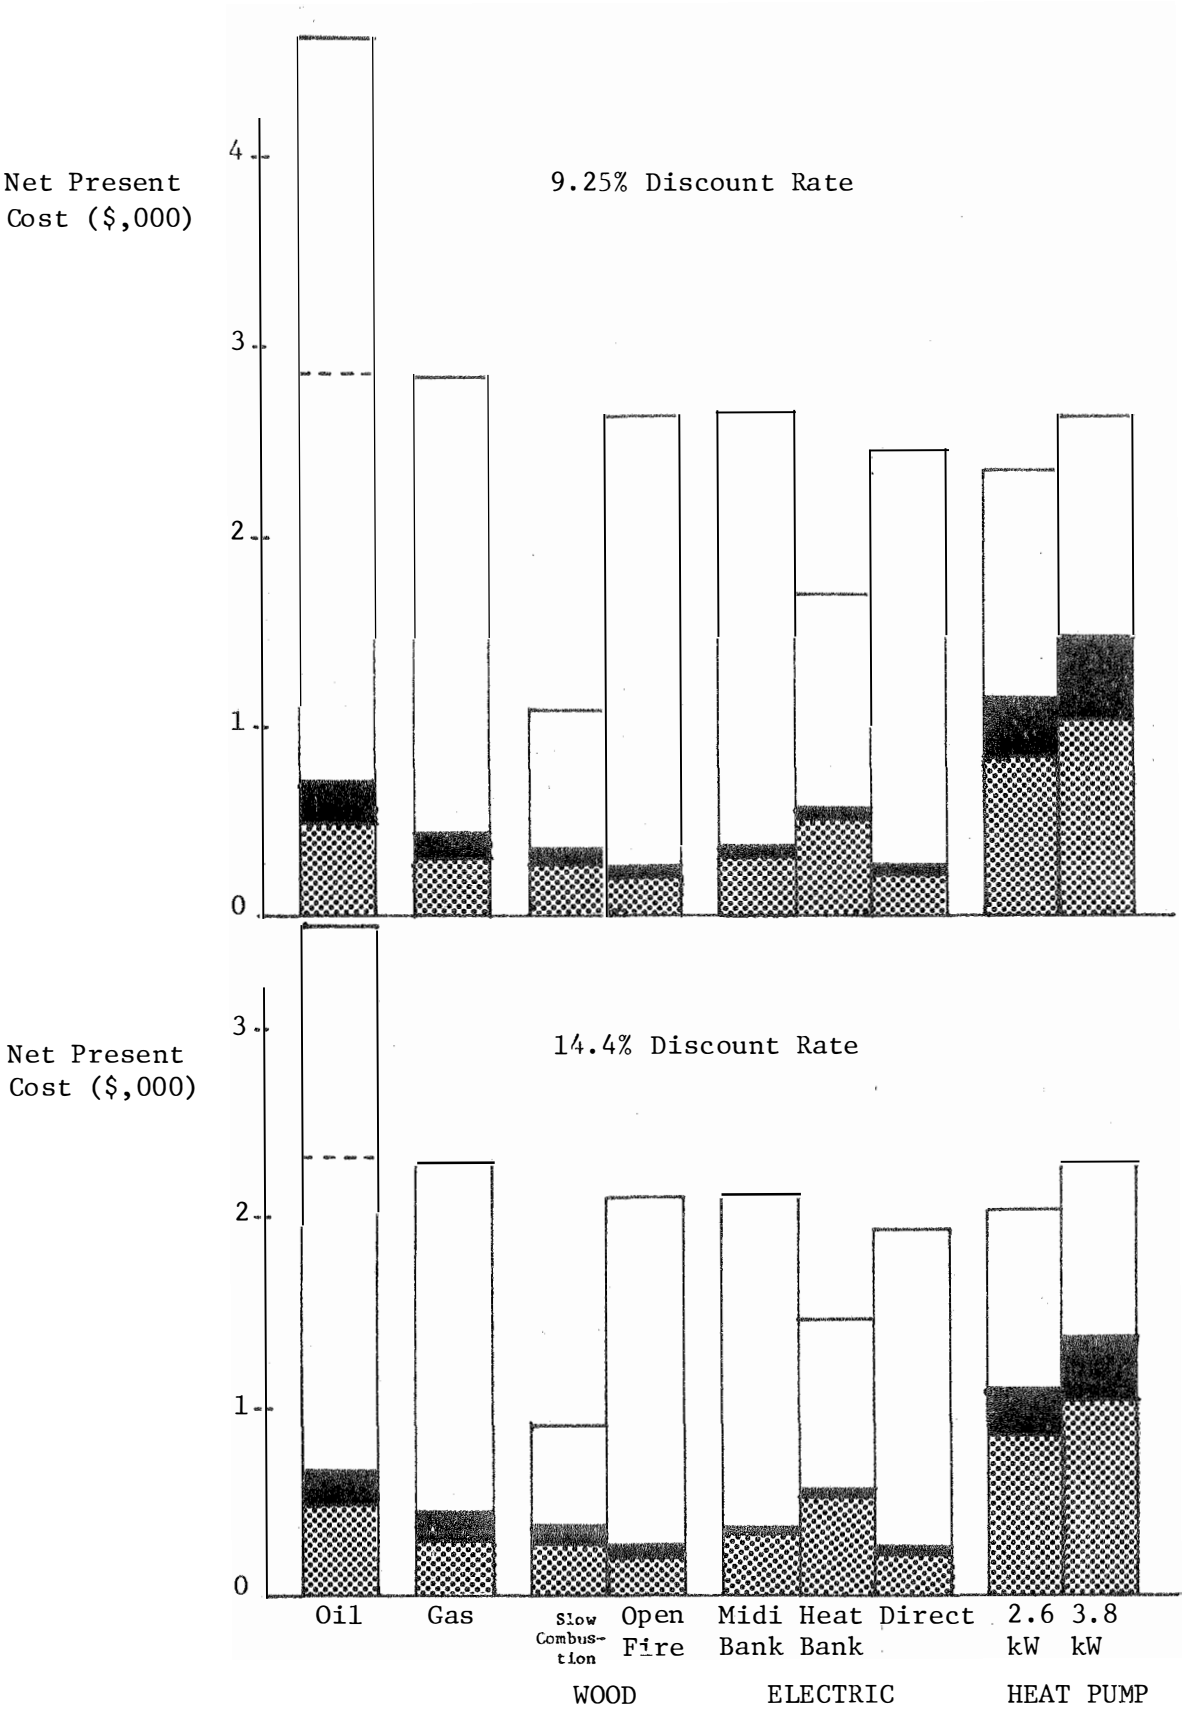 4
Net Present
Cost ($,000)
9.25% Discount Rate
3
2
1
0
3
Net Present
Cost ($,000)
14.4% Discount Rate
2
1
0
Oil Gas Slow Combus- tion Open Fire Midi Bank Heat Bank Direct 2.6 kW 3.8 kW
WOOD ELECTRIC HEAT PUMP